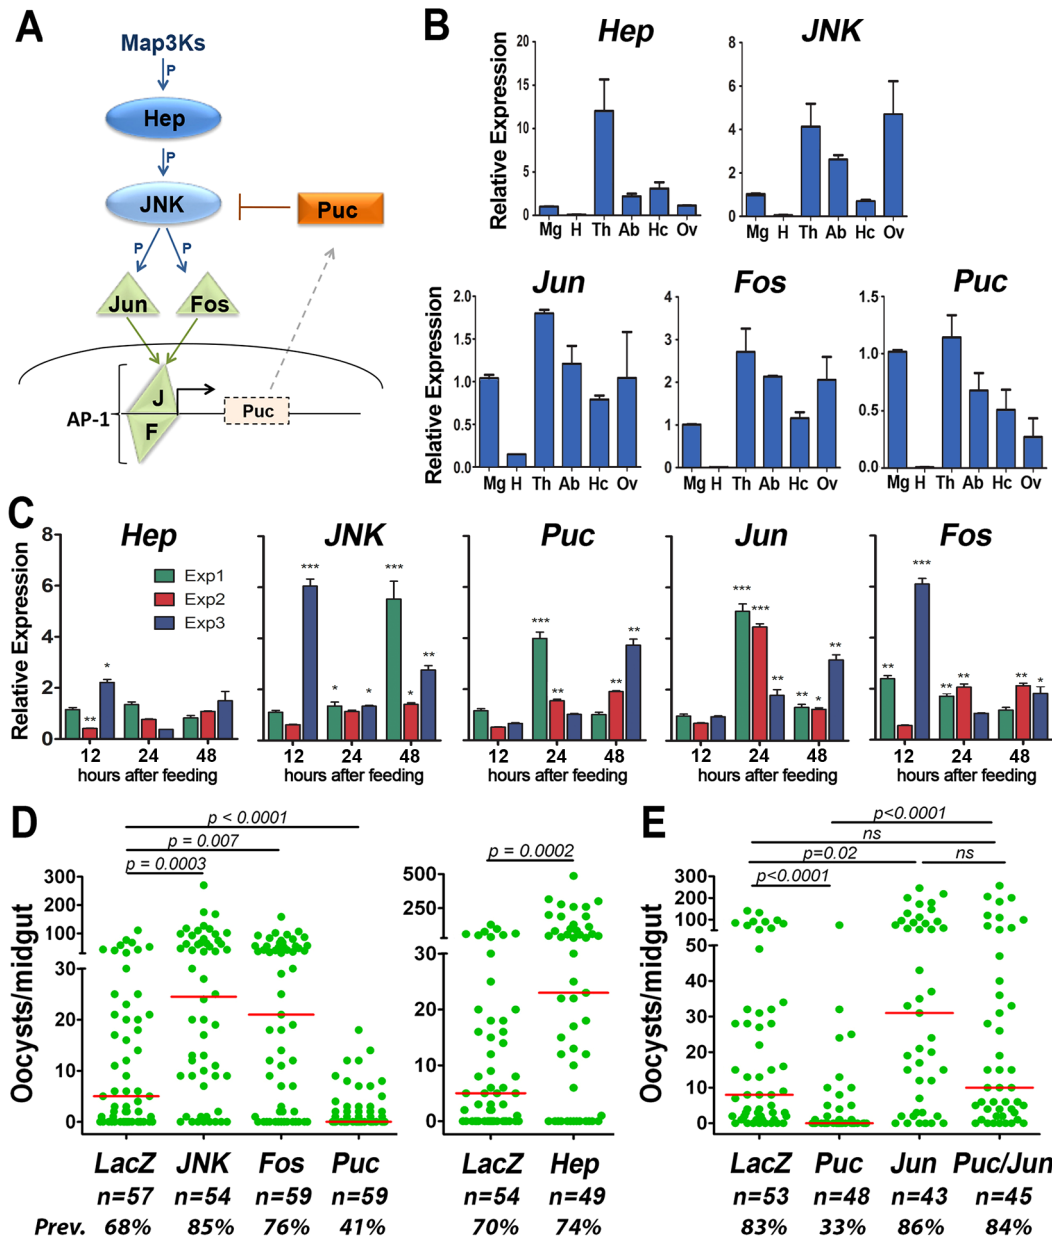 A
Map3Ks
P
Hep
P
JNK
Puc
P P
Jun Fos
J
AP-1
F
Puc
B
Hep
Relative Expression
20
15
10
5
0
Mg H Th Ab Hc Ov
JNK
8
6
4
2
0
Mg H Th Ab Hc Ov
Jun
Relative Expression
2.0
1.5
1.0
0.5
0.0
Mg H Th Ab Hc Ov
Fos
4
3
2
1
0
Mg H Th Ab Hc Ov
Puc
1.5
1.0
0.5
0.0
Mg H Th Ab Hc Ov
C
Relative Expression
8
6
4
2
0
Hep
Exp1
Exp2
Exp3
**
*
12 24 48
hours after feeding
JNK
***
*
*
***
*
**
12 24 48
hours after feeding
Puc
***
**
**
**
12 24 48
hours after feeding
Jun
***
***
**
**
*
**
12 24 48
hours after feeding
Fos
**
***
**
**
**
*
12 24 48
hours after feeding
D
Oocysts/midgut
p < 0.0001
p = 0.007
p = 0.0003
300
200
100
30
20
10
0
LacZ JNK Fos Puc
n=57 n=54 n=59 n=59
Prev. 68% 85% 76% 41%
p = 0.0002
500
250
30
20
10
0
LacZ Hep
n=54 n=49
70% 74%
E
Oocysts/midgut
p<0.0001
ns
p=0.02 ns
p<0.0001
300
200
100
50
40
30
20
10
0
LacZ Puc Jun Puc/Jun
n=53 n=48 n=43 n=45
83% 33% 86% 84%